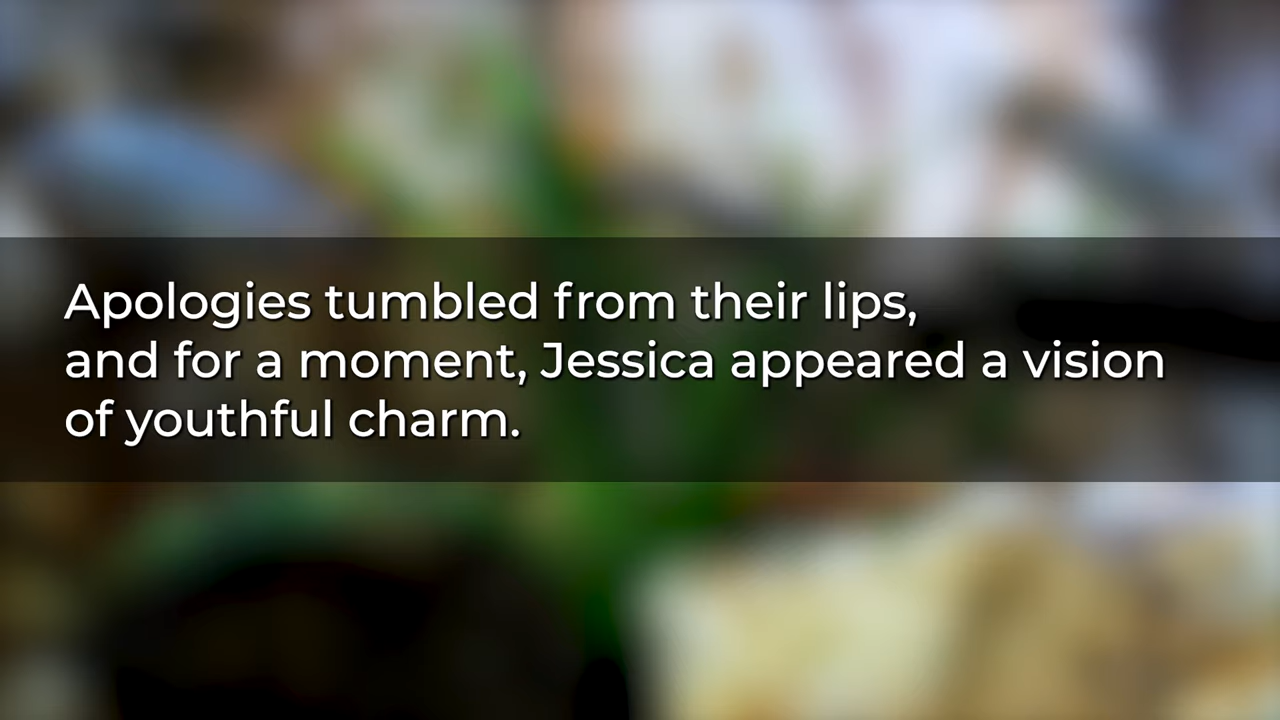 Apologies tumbled from their lips,
and for a moment, Jessica appeared a vision
of youthful charm.